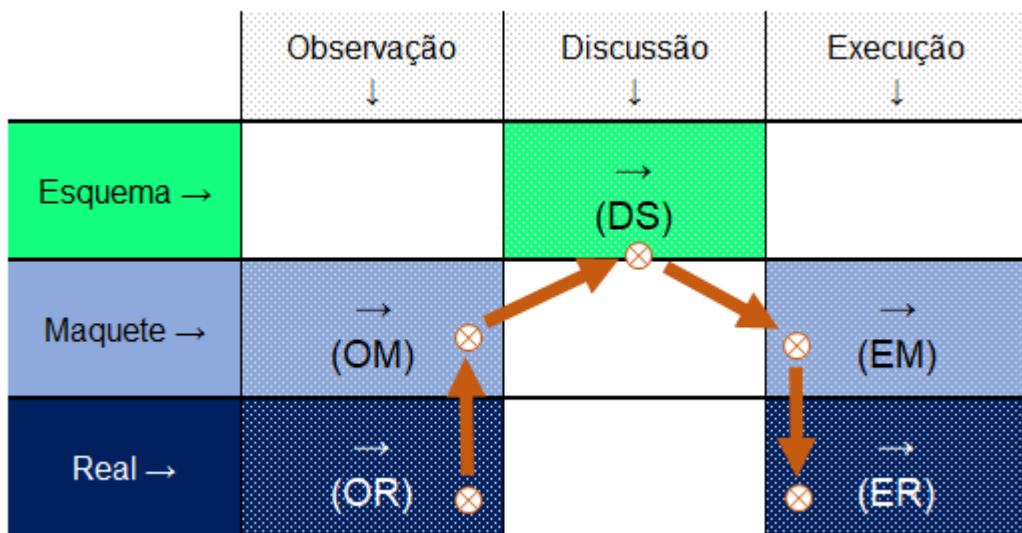 Observação
Discussão
Execução
↓
↓
↓
Esquema →
→
(DS)
Maquete →
→
(OM)
→
(EM)
Real →
→
(OR)
→
(ER)